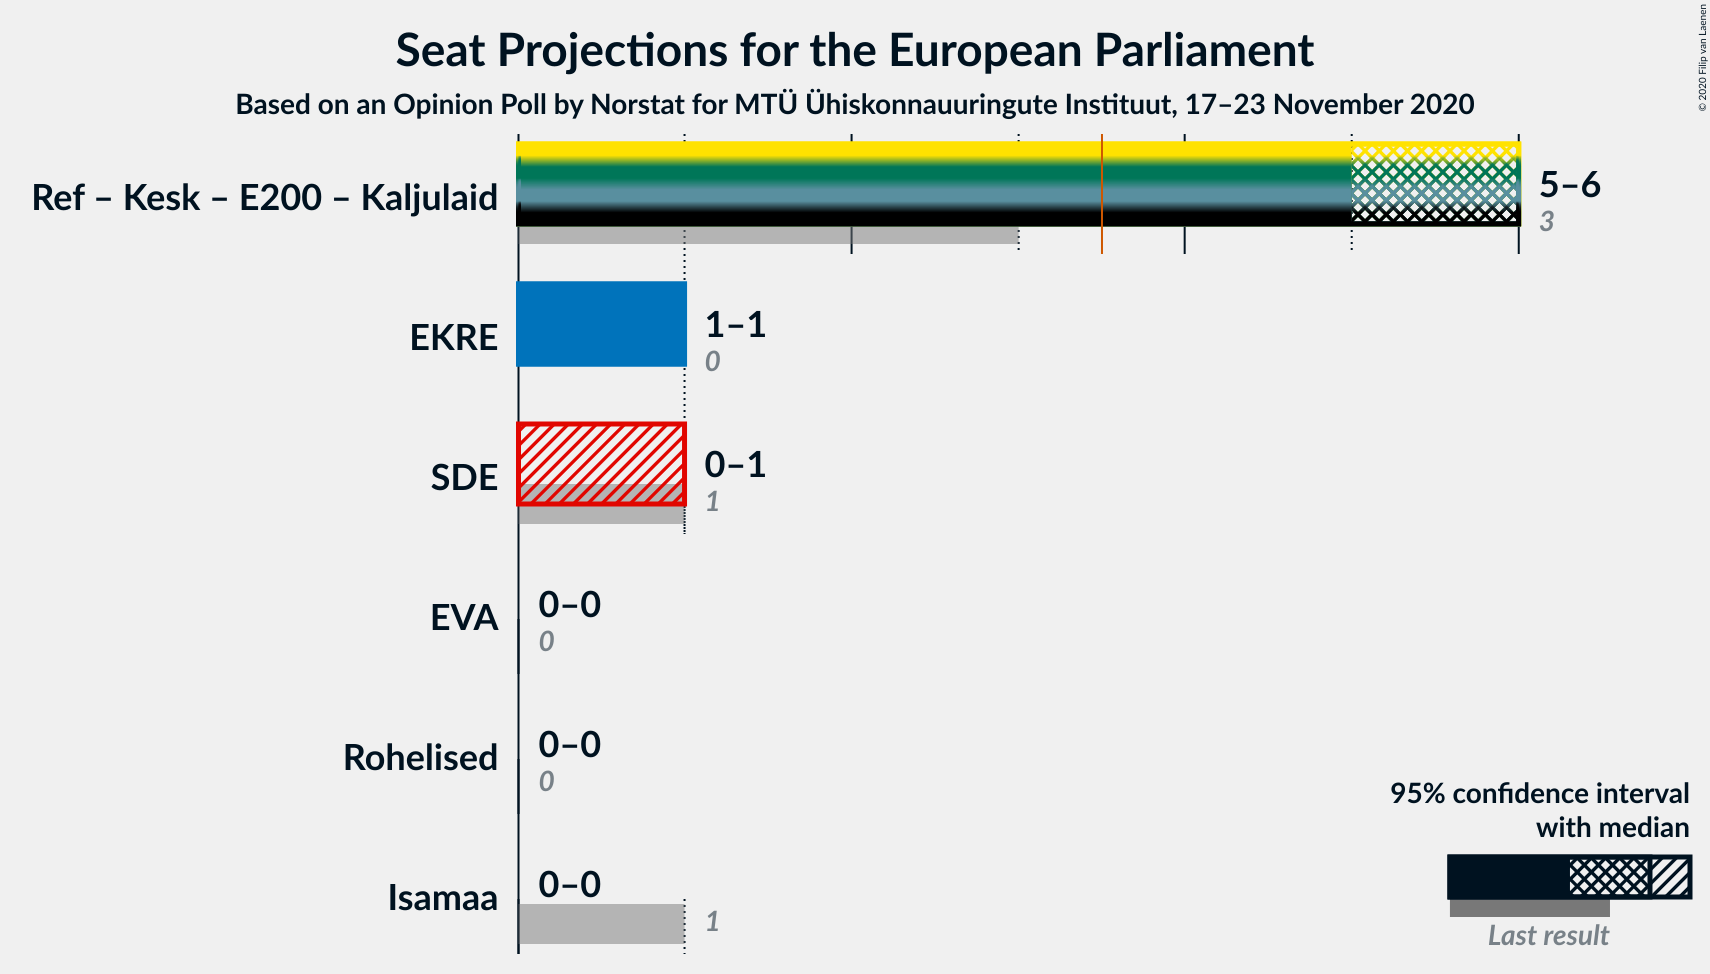 Seat Projections for the European Parliament
Based on an Opinion Poll by Norstat for MTÜ Ühiskonnauuringute Instituut, 17–23 November 2020
© 2020 Filip van Laenen
Ref – Kesk – E200 – Kaljulaid
5–6
3
EKRE
1–1
0
SDE
0–1
1
EVA
0–0
0
Rohelised
0–0
0
Isamaa
0–0
1
95% confidence interval
with median
Last result